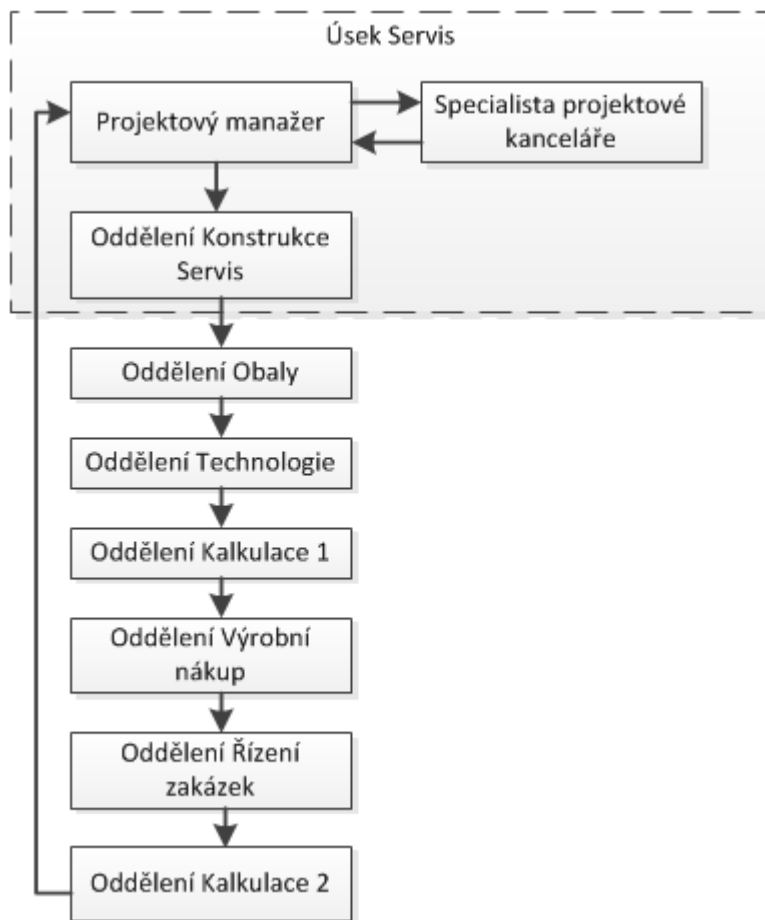 Úsek Servis
Projektový manažer
Specialista projektové
kanceláře
Oddělení Konstrukce
Servis
Oddělení Obaly
Oddělení Technologie
Oddělení Kalkulace 1
Oddělení Výrobní
nákup
Oddělení Řízení
zakázek
Oddělení Kalkulace 2